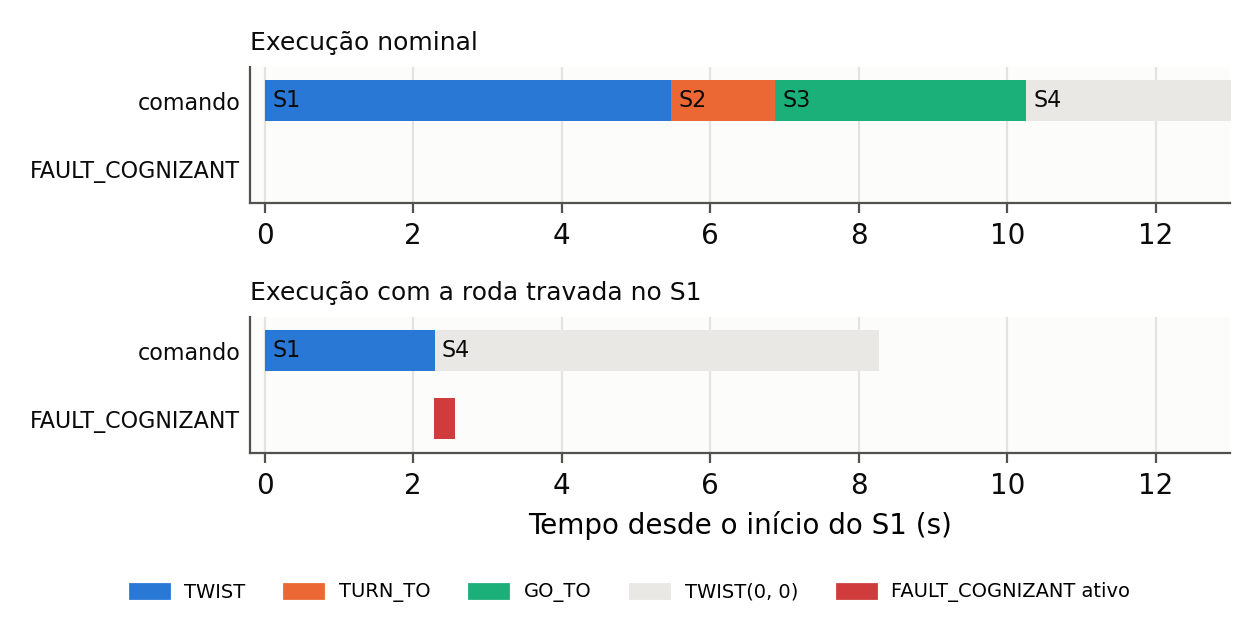 Execução nominal
comando S1 S2 S3 S4
FAULT_COGNIZANT
0 2 4 6 8 10 12
Execução com a roda travada no S1
comando S1 S4
FAULT_COGNIZANT
0 2 4 6 8 10 12
Tempo desde o início do S1 (s)
TWIST TURN_TO GO_TO TWIST(0, 0) FAULT_COGNIZANT ativo